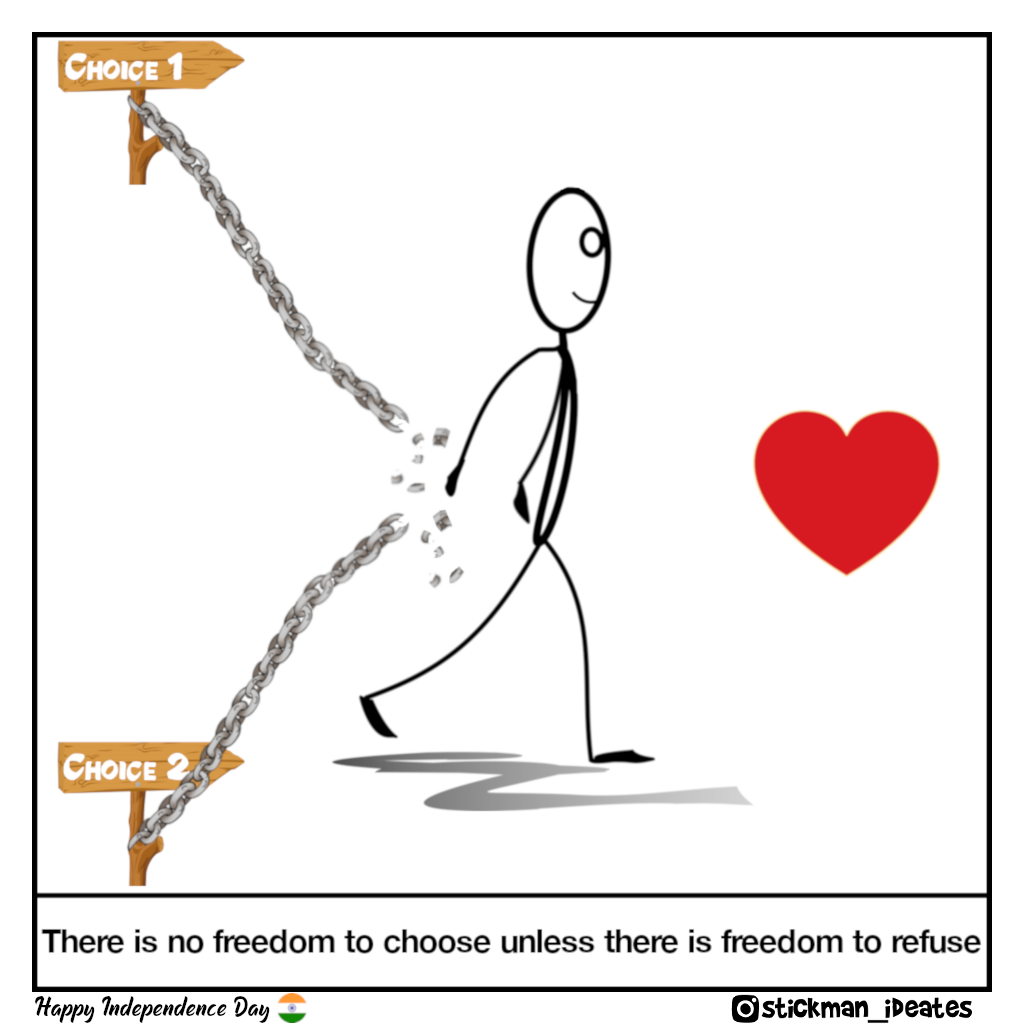 CHOICE 1
CHOICE 2
There is no freedom to choose unless there is freedom to refuse
Happy Independence Day
stickman_iDeates